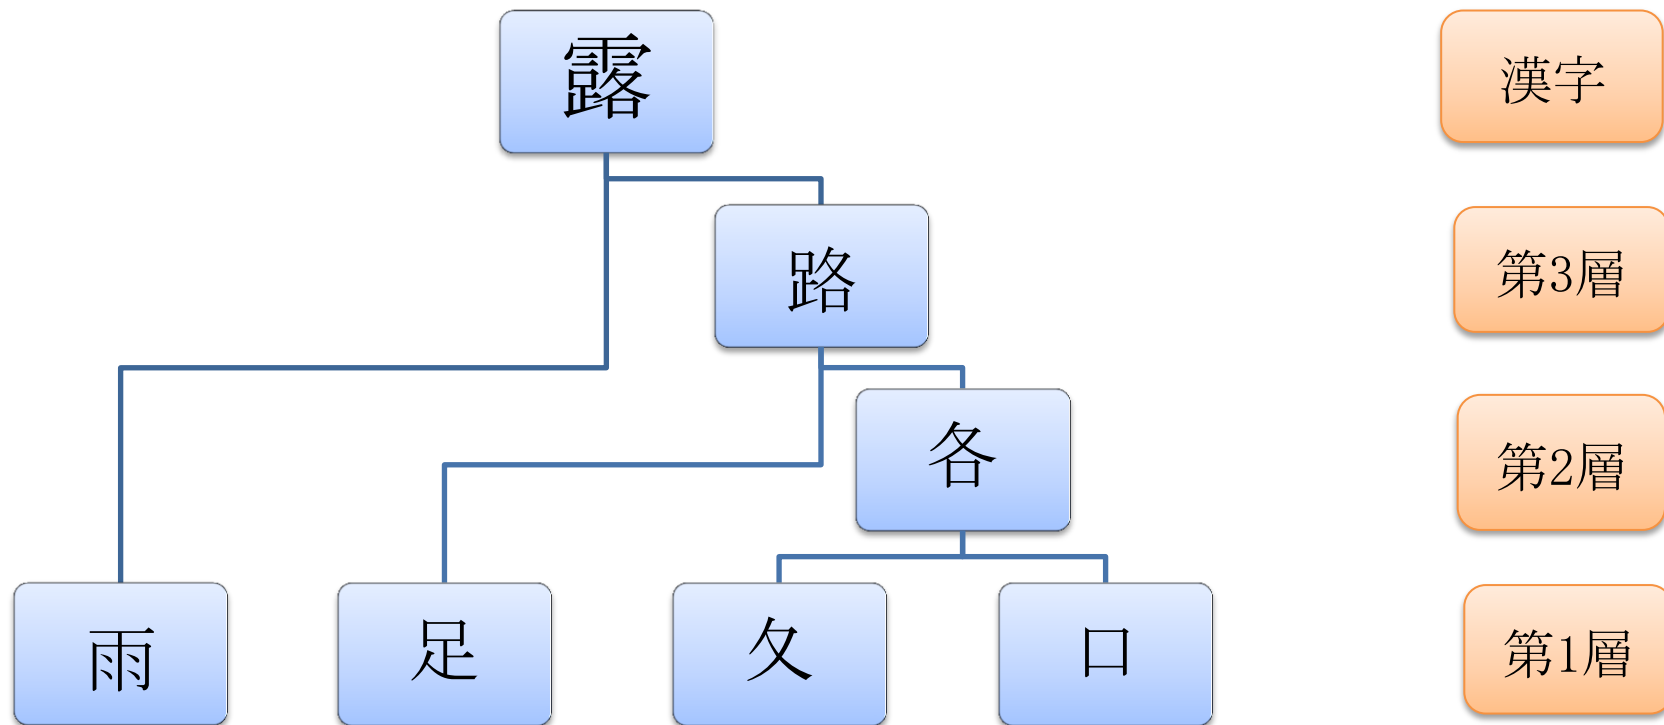 露
漢字
路
第3層
各
第2層
雨
足
夂
口
第1層